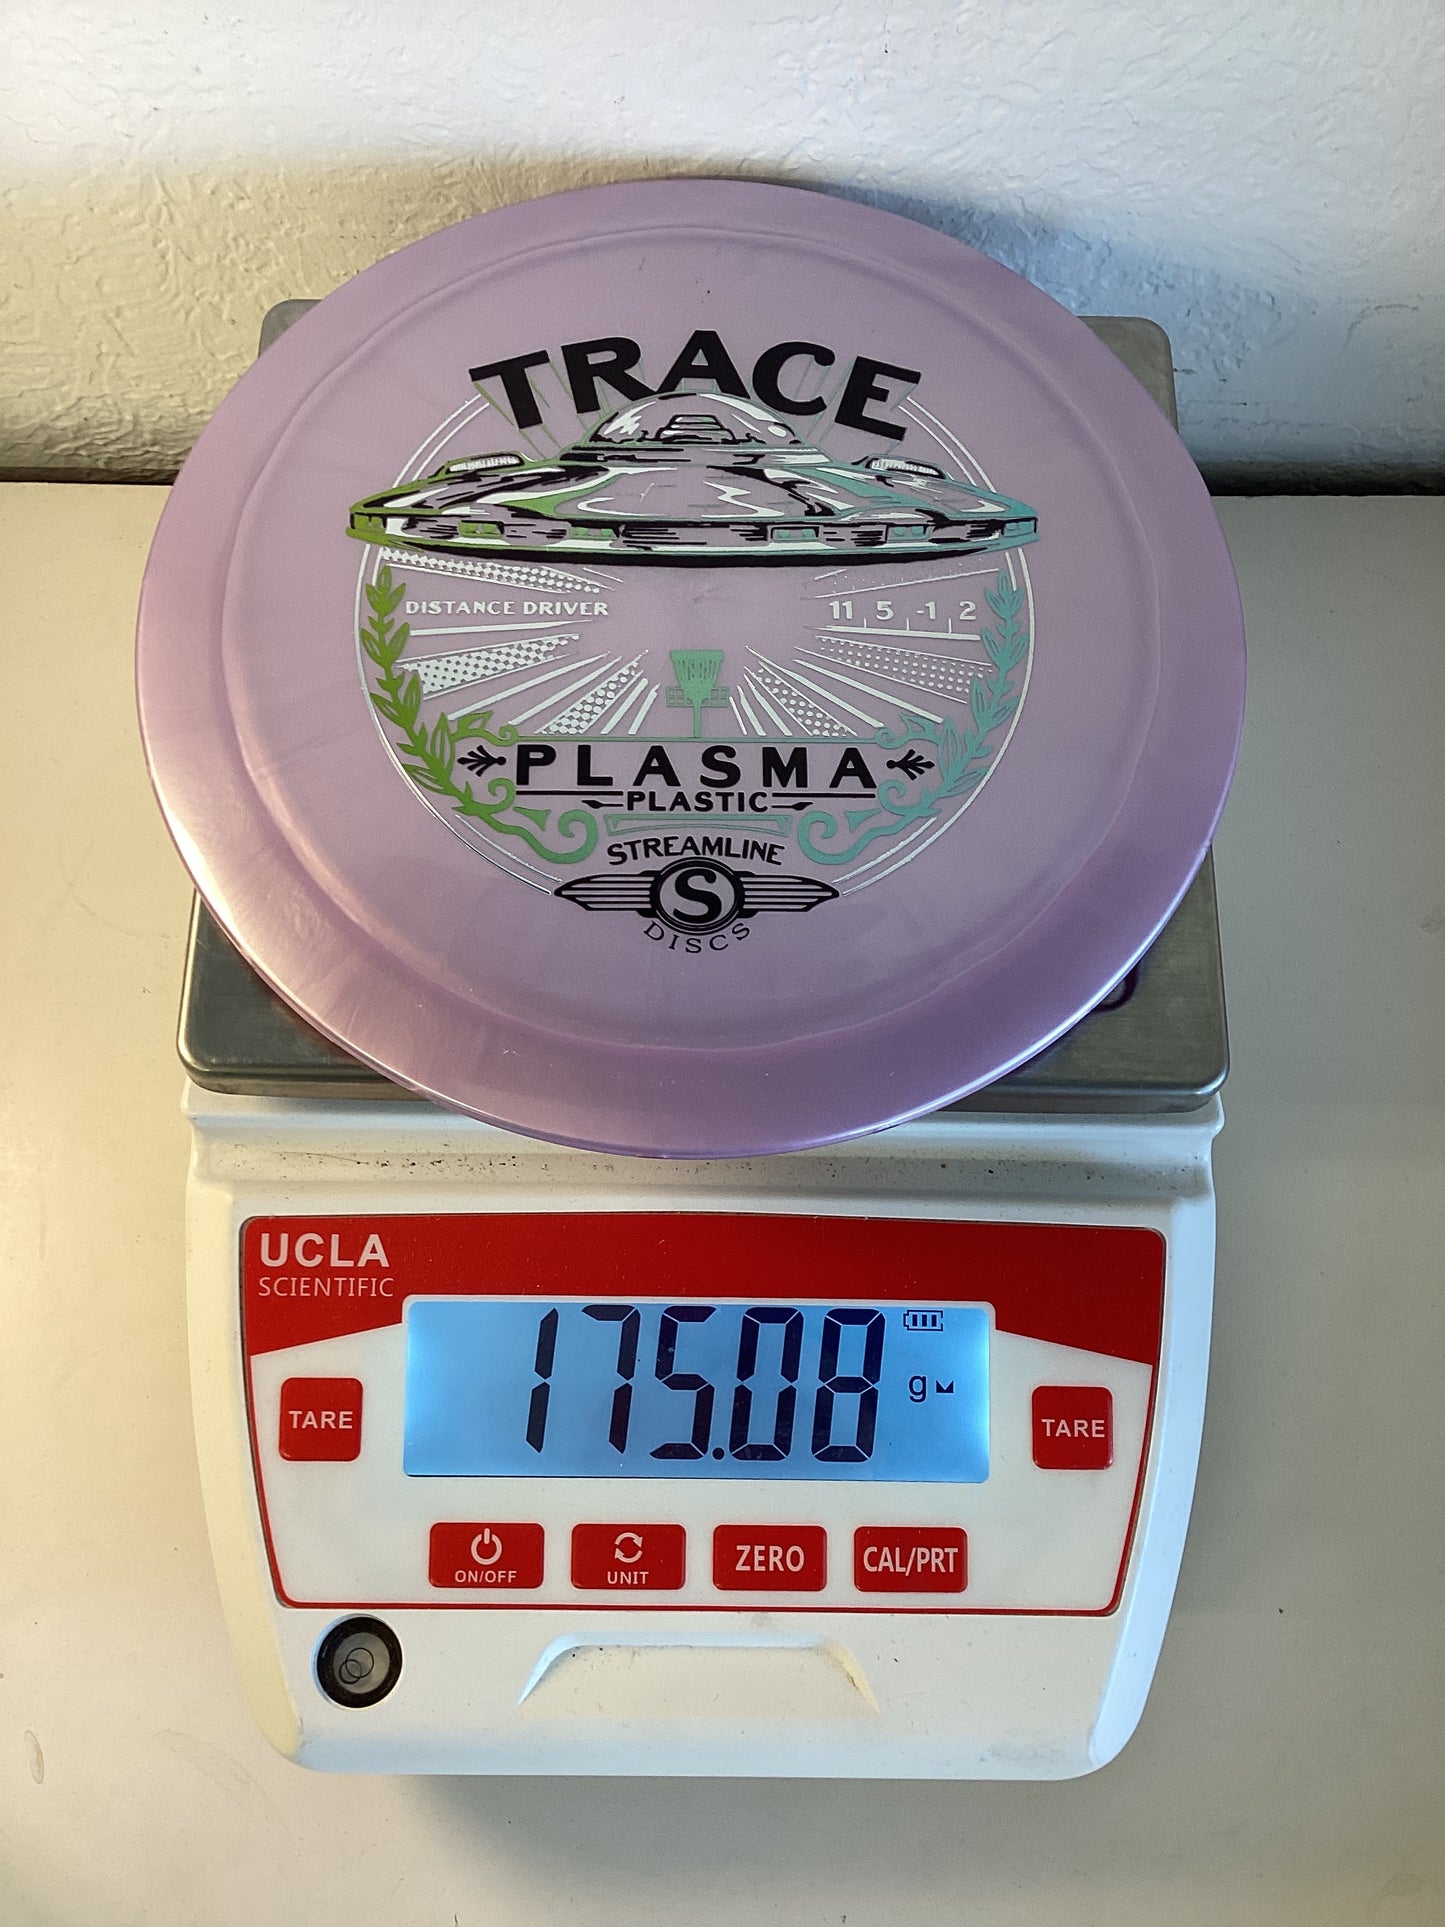 TRACE
DISTANCE DRIVER
11 5 -1 2
PLASMA
PLASTIC
STREAMLINE
S
DISCS
UCLA
SCIENTIFIC
175.08
g
TARE
TARE
ON/OFF
UNIT
ZERO
CAL/PRT